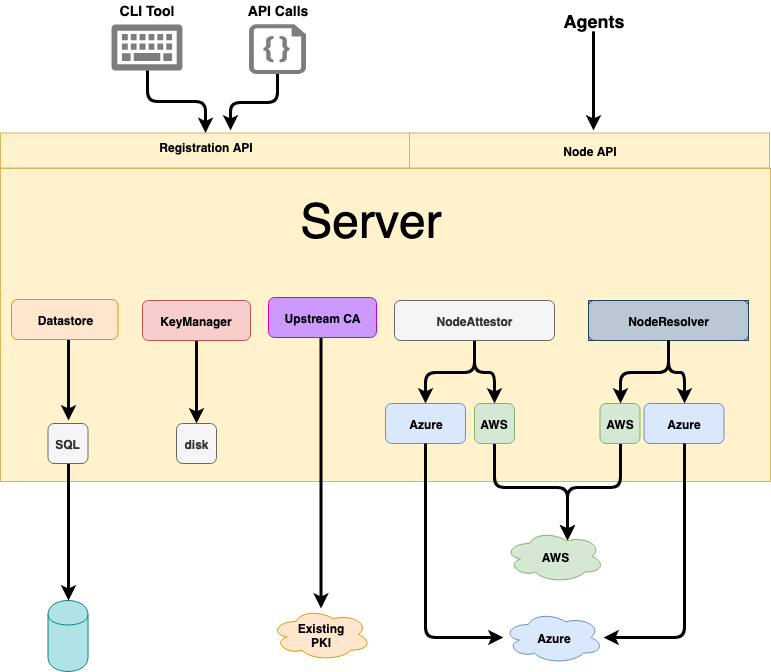 CLI Tool
API Calls
Agents
{}
Registration API
Node API
Server
Datastore
KeyManager
Upstream CA
NodeAttestor
NodeResolver
SQL
disk
Azure
AWS
AWS
Azure
AWS
Existing
PKI
Azure